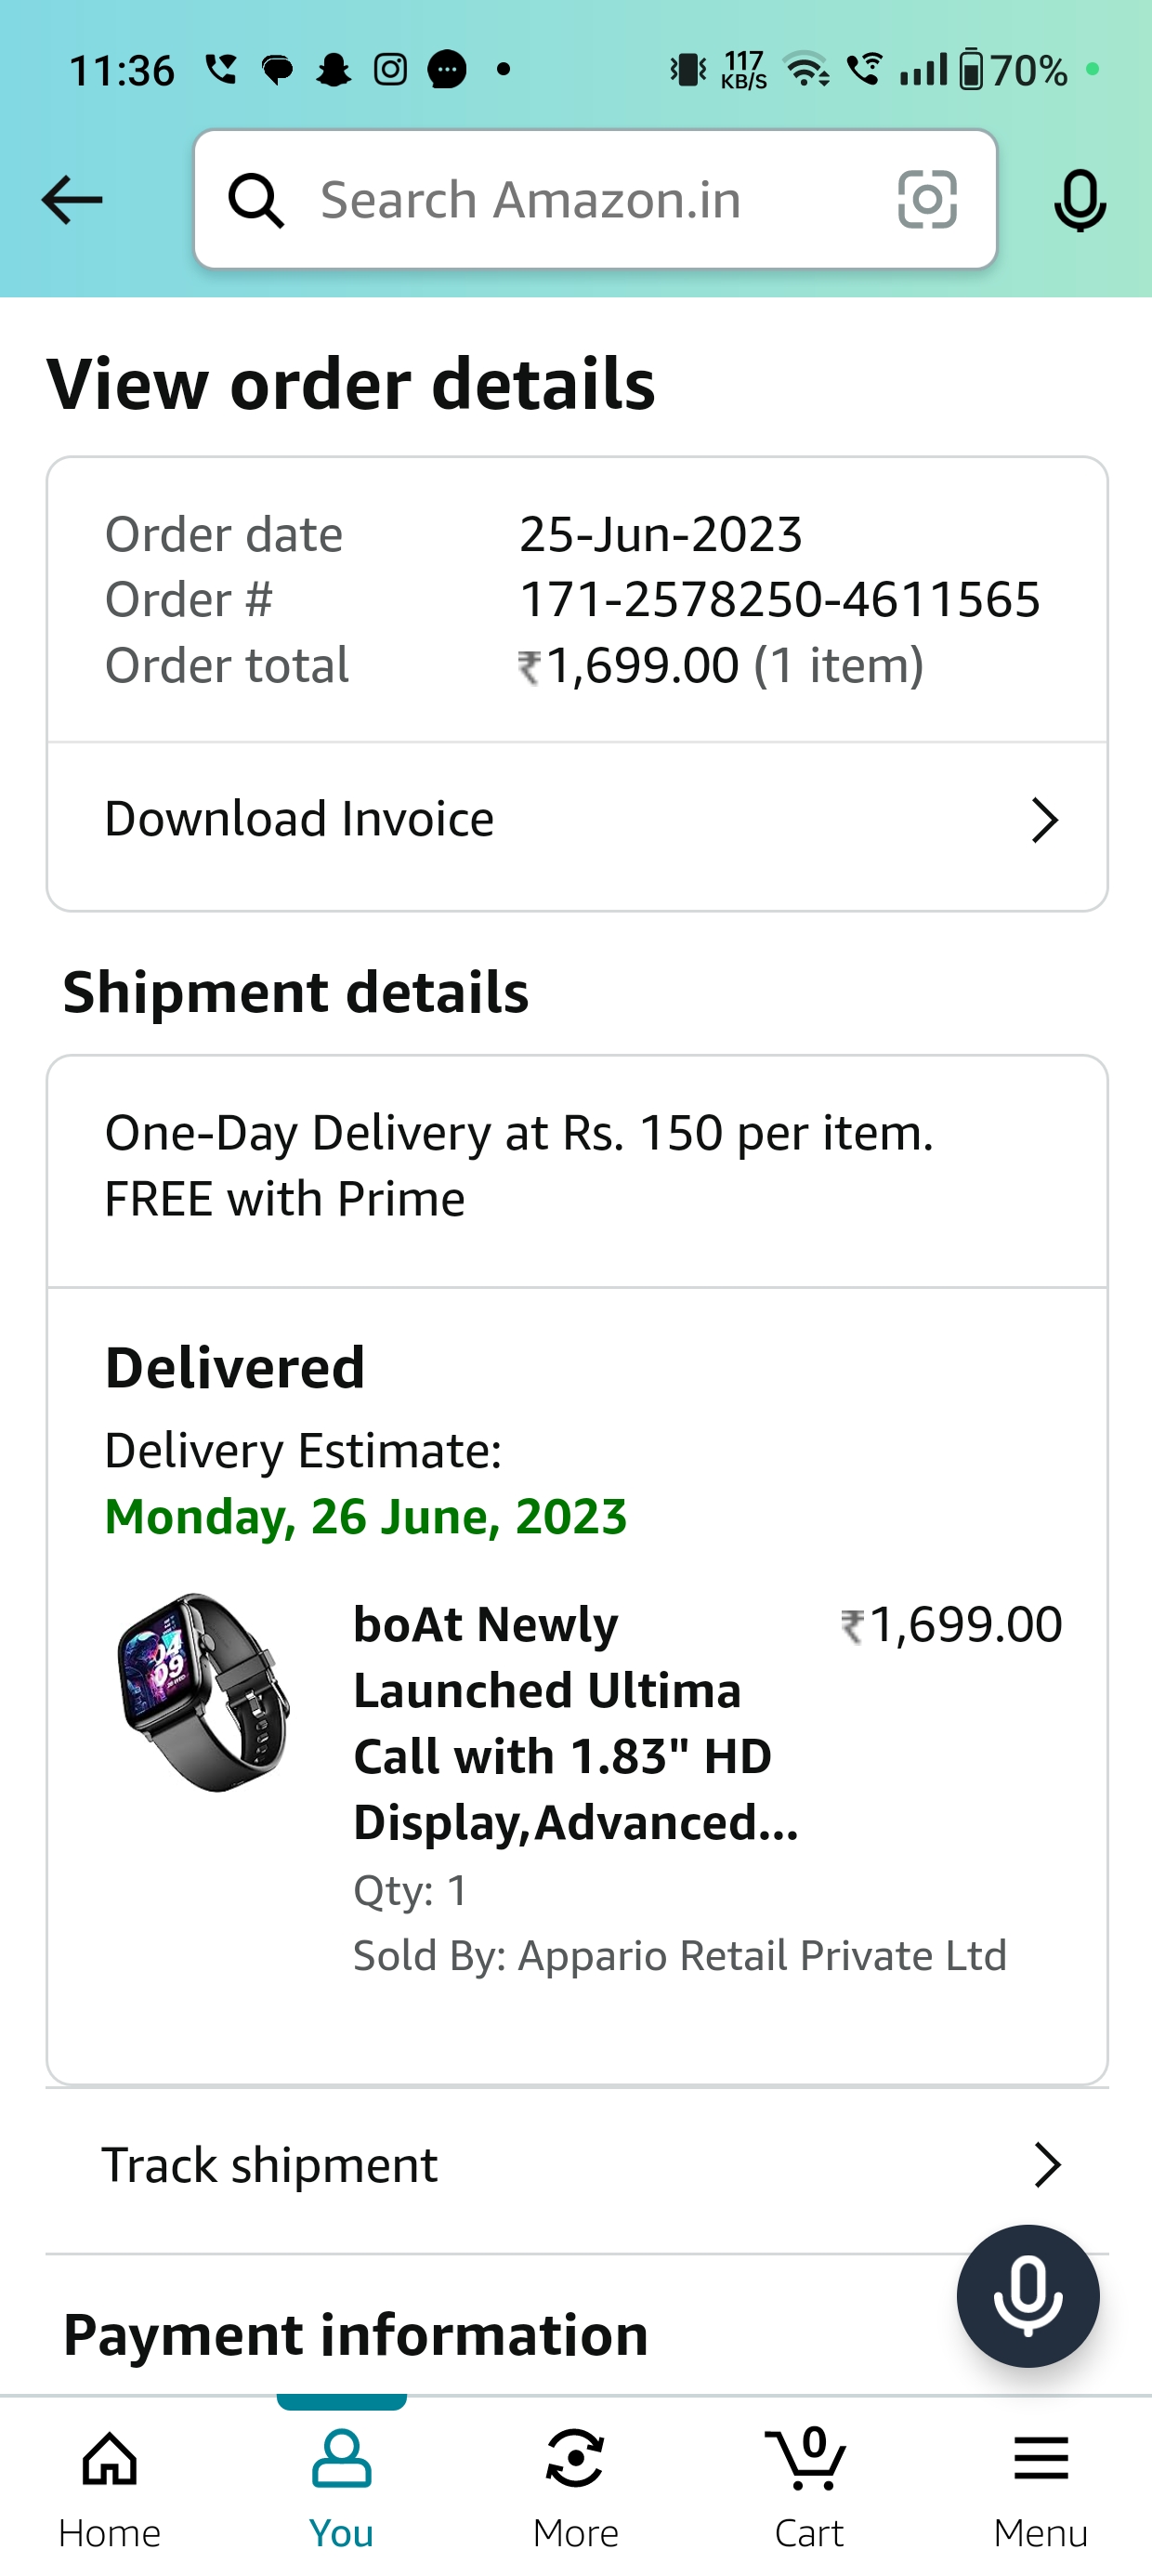 11:36 117 KB/S 70%
Search Amazon.in
View order details
Order date 25-Jun-2023
Order # 171-2578250-4611565
Order total ₹1,699.00 (1 item)
Download Invoice
Shipment details
One-Day Delivery at Rs. 150 per item.
FREE with Prime
Delivered
Delivery Estimate:
Monday, 26 June, 2023
boAt Newly ₹1,699.00
Launched Ultima
Call with 1.83" HD
Display,Advanced...
Qty: 1
Sold By: Appario Retail Private Ltd
04
09
Track shipment
Payment information
0
Home You More Cart Menu